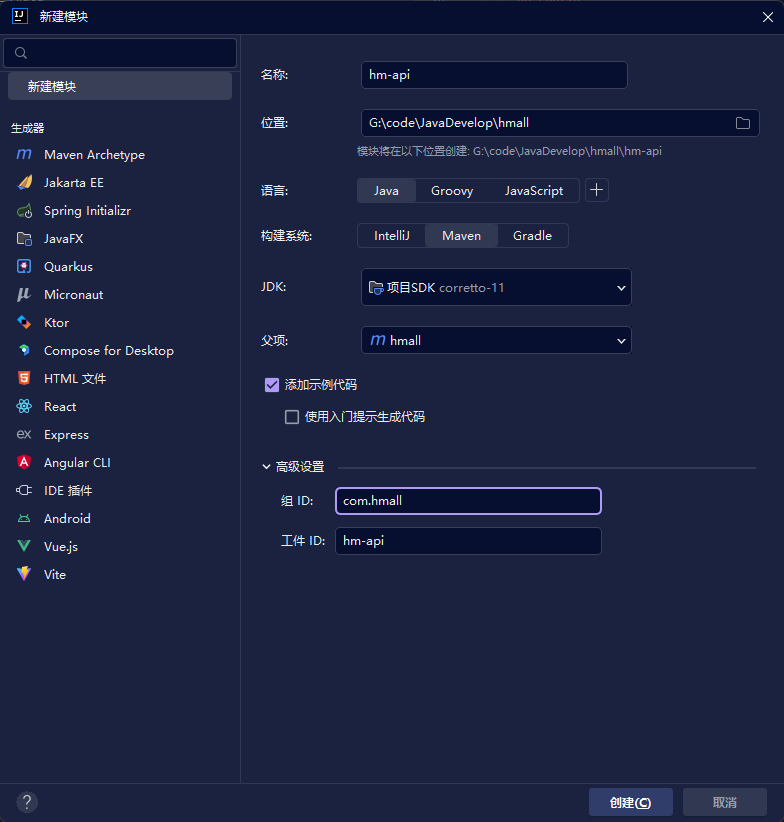 新建模块
新建模块
生成器
Maven Archetype
Jakarta EE
Spring Initializr
JavaFX
Quarkus
Micronaut
Ktor
Compose for Desktop
HTML 文件
React
Express
Angular CLI
IDE 插件
Android
Vue.js
Vite
名称: hm-api
位置: G:\code\JavaDevelop\hmall
模块将在以下位置创建: G:\code\JavaDevelop\hmall\hm-api
语言: Java Groovy JavaScript
构建系统: IntelliJ Maven Gradle
JDK: 项目SDK corretto-11
父项: m hmall
添加示例代码
使用入门提示生成代码
高级设置
组 ID: com.hmall
工件 ID: hm-api
? 创建(C) 取消